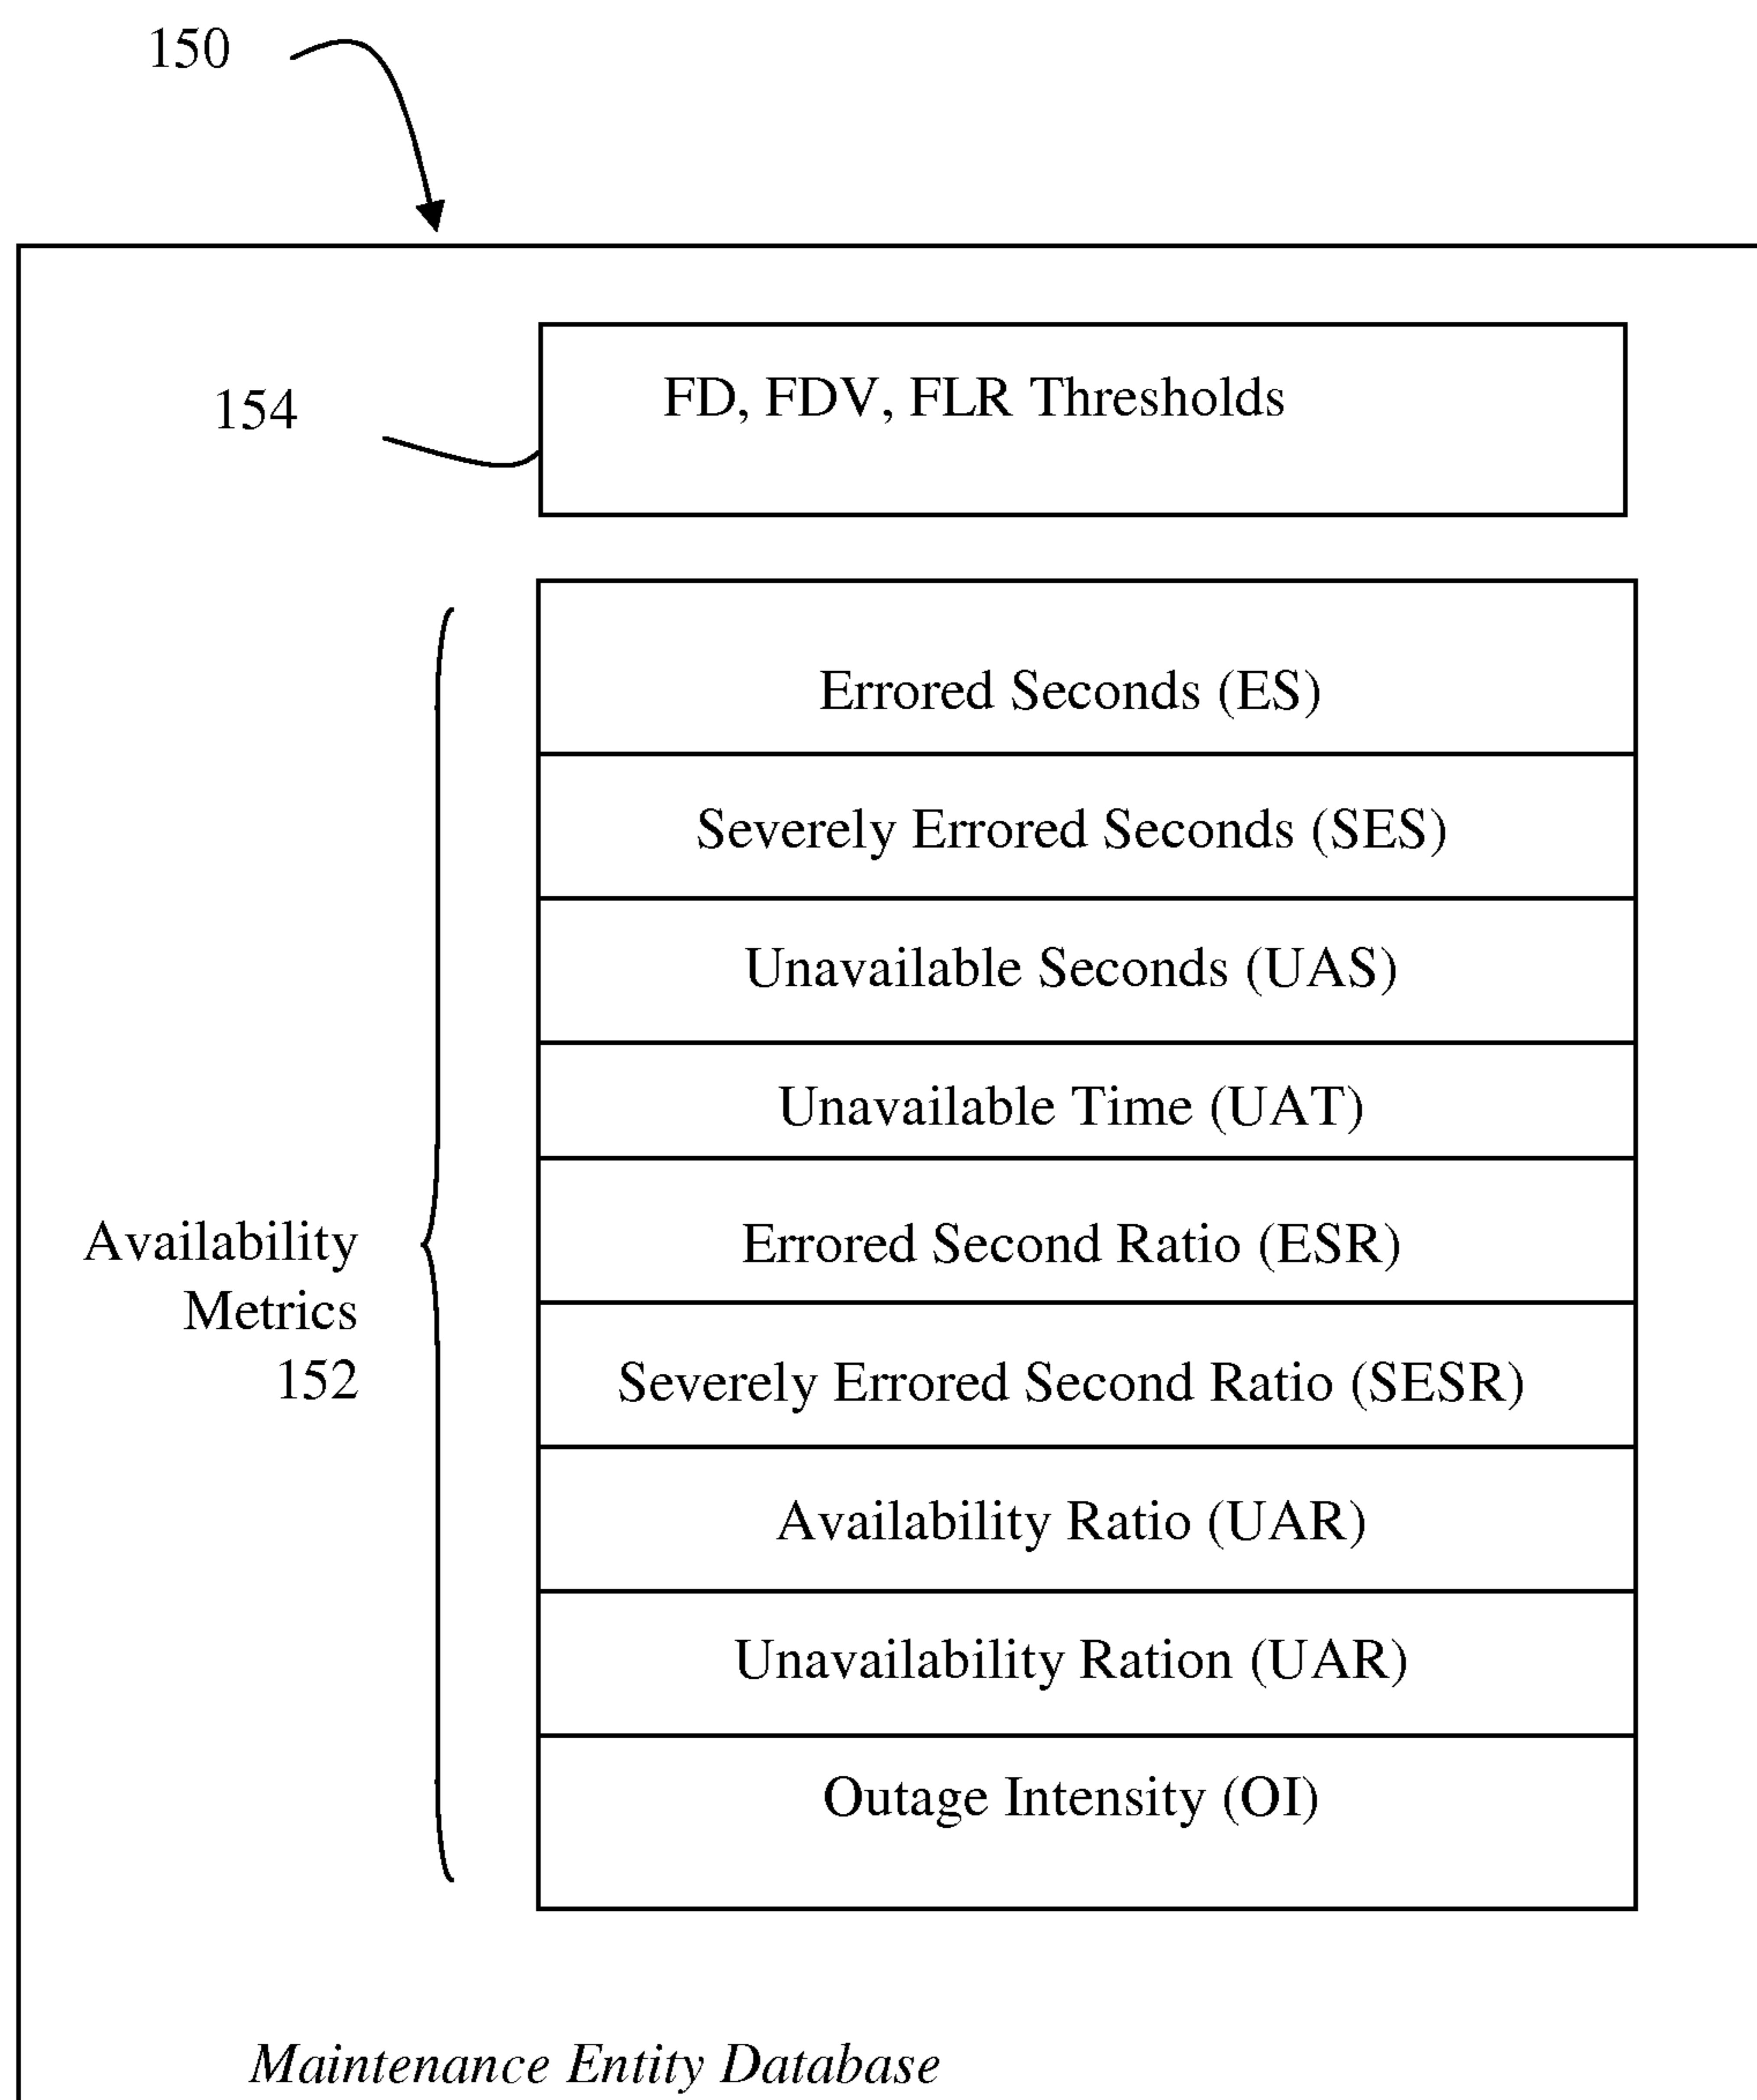 150
154
FD, FDV, FLR Thresholds
Errored Seconds (ES)
Severely Errored Seconds (SES)
Unavailable Seconds (UAS)
Unavailable Time (UAT)
Availability
Metrics
152
Errored Second Ratio (ESR)
Severely Errored Second Ratio (SESR)
Availability Ratio (UAR)
Unavailability Ration (UAR)
Outage Intensity (OI)
Maintenance Entity Database